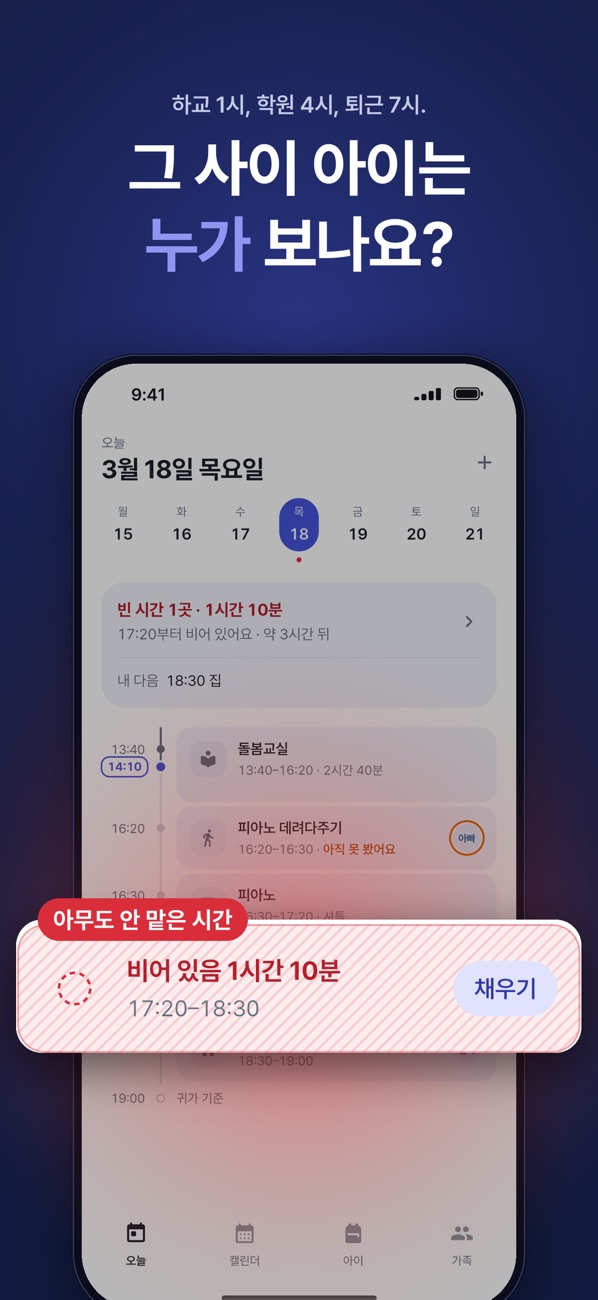 하교 1시, 학원 4시, 퇴근 7시.
그 사이 아이는
누가 보나요?
9:41
오늘
3월 18일 목요일
월 화 수 목 금 토 일
15 16 17 18 19 20 21
빈 시간 1곳 · 1시간 10분
17:20부터 비어 있어요 · 약 3시간 뒤
내 다음 18:30 집
13:40 돌봄교실
14:10 13:40–16:20 · 2시간 40분
16:20 피아노 데려다주기
16:20–16:30 · 아직 못 봤어요
아빠
16:30 피아노
16:30–17:20 · 셔틀
아무도 안 맡은 시간
비어 있음 1시간 10분
17:20–18:30
채우기
18:30–19:00
19:00 귀가 기준
오늘 캘린더 아이 가족